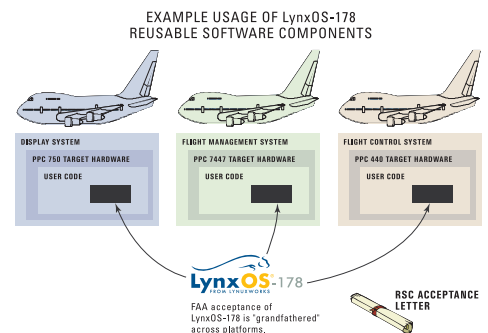 EXAMPLE USAGE OF LynxOS-178
REUSABLE SOFTWARE COMPONENTS
DISPLAY SYSTEM
PPC 750 TARGET HARDWARE
USER CODE
FLIGHT MANAGEMENT SYSTEM
PPC 7447 TARGET HARDWARE
USER CODE
FLIGHT CONTROL SYSTEM
PPC 440 TARGET HARDWARE
USER CODE
LynxOS-178
FROM LYNUXWORKS
FAA acceptance of
LynxOS-178 is "grandfathered"
across platforms.
RSC ACCEPTANCE
LETTER